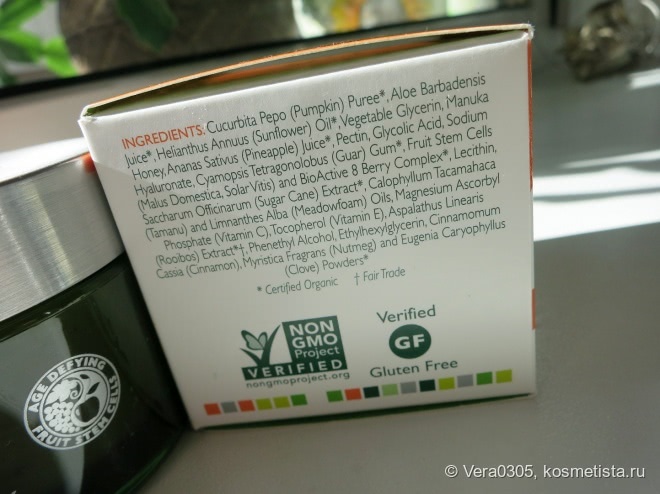 INGREDIENTS: Cucurbita Pepo (Pumpkin) Puree*, Aloe Barbadensis
Juice*, Helianthus Annuus (Sunflower) Oil*, Vegetable Glycerin, Manuka
Honey, Ananas Sativus (Pineapple) Juice*, Pectin, Glycolic Acid, Sodium
Hyaluronate, Cyamopsis Tetragonolobus (Guar) Gum*, Fruit Stem Cells
(Malus Domestica, Solar Vitis) and BioActive 8 Berry Complex*, Lecithin,
Saccharum Officinarum (Sugar Cane) Extract*, Calophyllum Tacamahaca
(Tamanu) and Limnanthes Alba (Meadowfoam) Oils, Magnesium Ascorbyl
Phosphate (Vitamin C), Tocopherol (Vitamin E), Aspalathus Linearis
(Rooibos) Extract*†, Phenethyl Alcohol, Ethylhexylglycerin, Cinnamomum
Cassia (Cinnamon), Myristica Fragrans (Nutmeg) and Eugenia Caryophyllus
(Clove) Powders*
* Certified Organic † Fair Trade
NON
GMO
Project
VERIFIED
nongmoproject.org
Verified
GF
Gluten Free
AGE DEFYING
FRUIT STEM CELLS
© Vera0305, kosmetista.ru